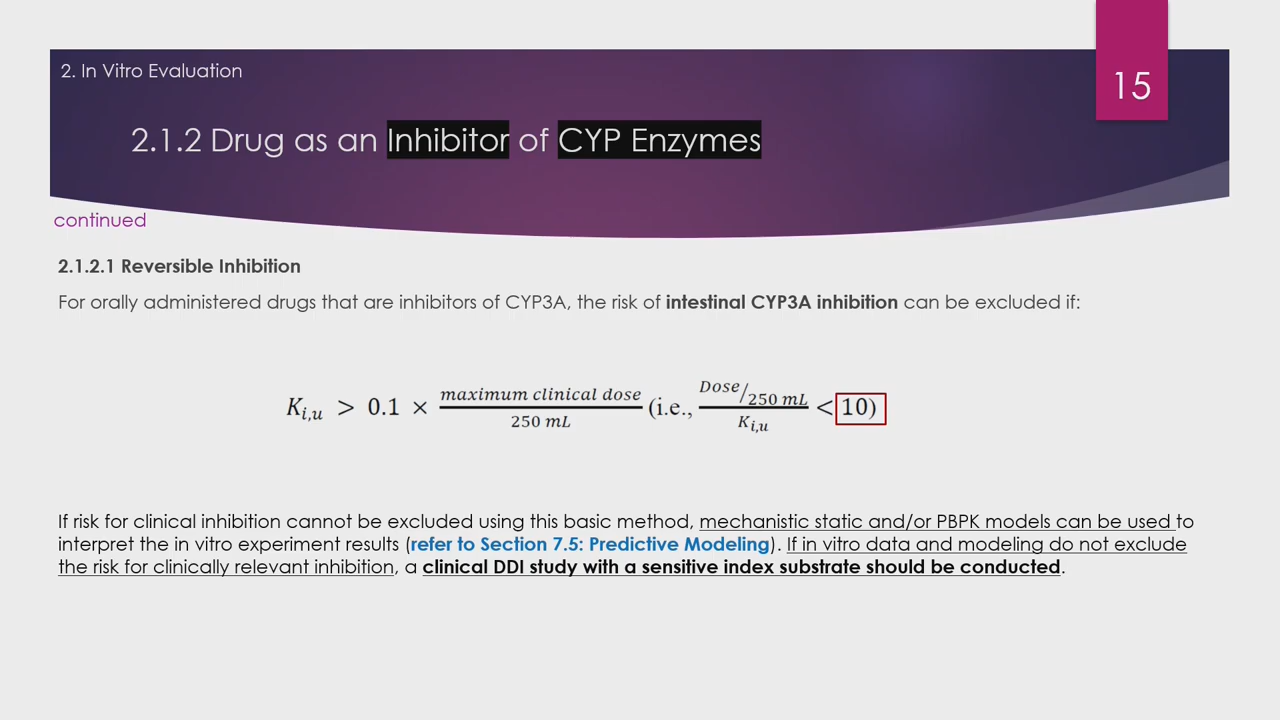 2. In Vitro Evaluation
15
2.1.2 Drug as an Inhibitor of CYP Enzymes
continued
2.1.2.1 Reversible Inhibition
For orally administered drugs that are inhibitors of CYP3A, the risk of intestinal CYP3A inhibition can be excluded if:
K_{i,u} > 0.1 × \frac{maximum clinical dose}{250 mL} (i.e., \frac{Dose/250 mL}{K_{i,u}} < 10)
If risk for clinical inhibition cannot be excluded using this basic method, mechanistic static and/or PBPK models can be used to
interpret the in vitro experiment results (refer to Section 7.5: Predictive Modeling). If in vitro data and modeling do not exclude
the risk for clinically relevant inhibition, a clinical DDI study with a sensitive index substrate should be conducted.